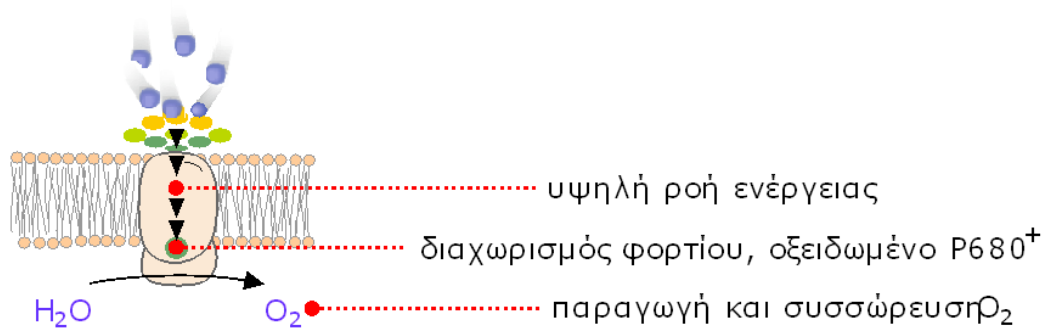 υψηλή ροή ενέργειας
διαχωρισμός φορτίου, οξειδωμένο P680⁺
H₂O O₂ παραγωγή και συσσώρευσηO₂